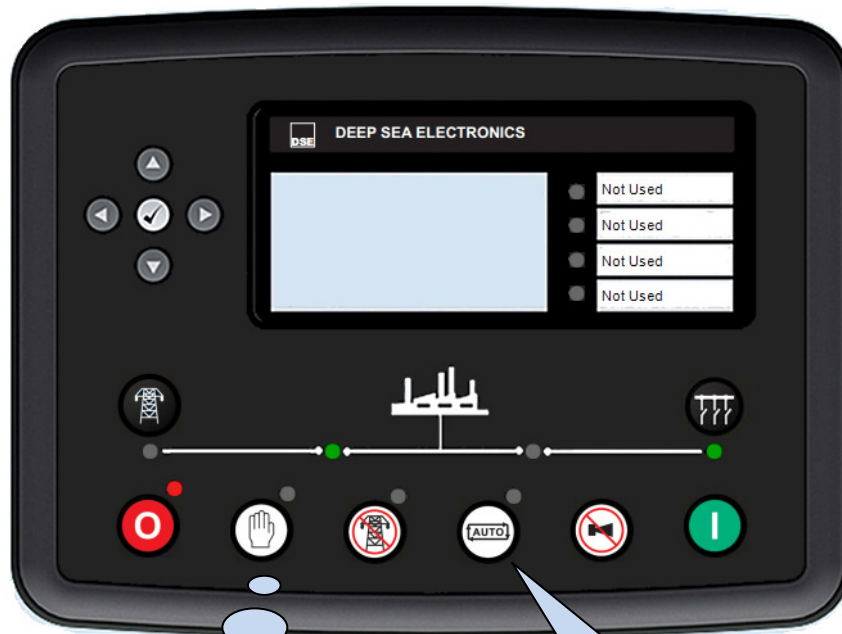 DSE DEEP SEA ELECTRONICS
Not Used
Not Used
Not Used
Not Used
O
AUTO
I